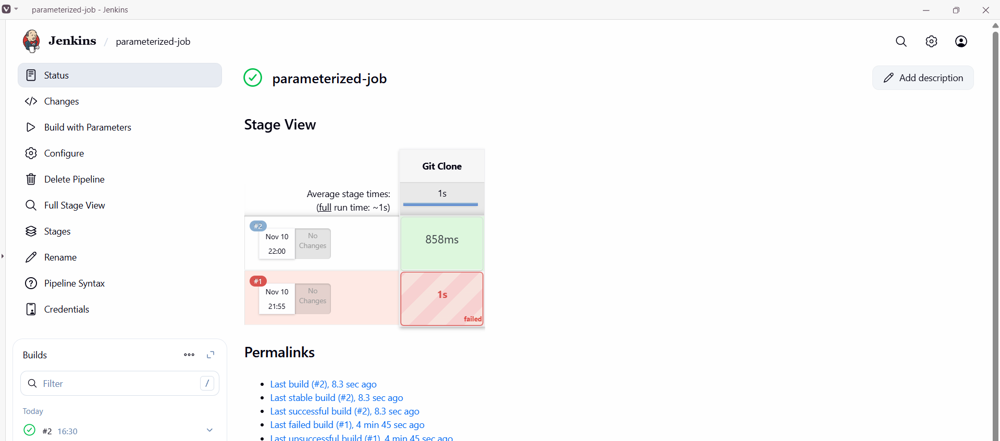 parameterized-job - Jenkins
Jenkins / parameterized-job
Status
Changes
Build with Parameters
Configure
Delete Pipeline
Full Stage View
Stages
Rename
Pipeline Syntax
Credentials
Builds
Filter /
Today
#2 16:30
parameterized-job
Add description
Stage View
Git Clone
Average stage times:
(full run time: ~1s)
1s
#2
Nov 10
22:00
No
Changes
858ms
#1
Nov 10
21:55
No
Changes
1s
failed
Permalinks
Last build (#2), 8.3 sec ago
Last stable build (#2), 8.3 sec ago
Last successful build (#2), 8.3 sec ago
Last failed build (#1), 4 min 45 sec ago
Last unsuccessful build (#1), 4 min 45 sec ago